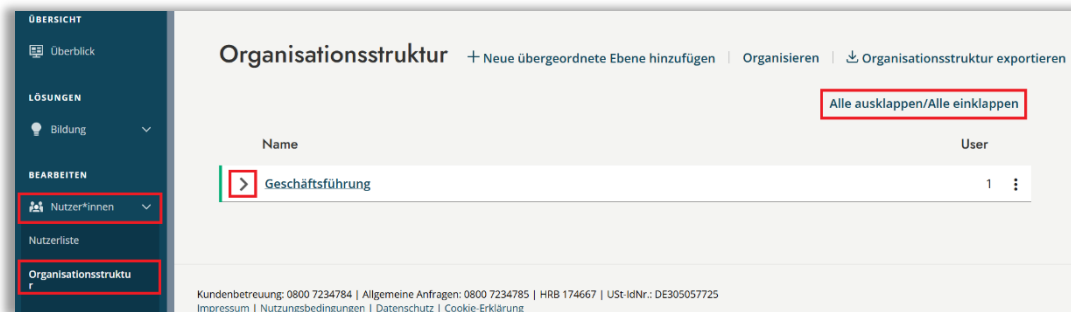 ÜBERSICHT
Überblick
LÖSUNGEN
Bildung
BEARBEITEN
Nutzer*innen
Nutzerliste
Organisationsstruktu
r
Organisationsstruktur
Neue übergeordnete Ebene hinzufügen | Organisieren | Organisationsstruktur exportieren
Alle ausklappen/Alle einklappen
Name User
Geschäftsführung 1
Kundenbetreuung: 0800 7234784 | Allgemeine Anfragen: 0800 7234785 | HRB 174667 | USt-IdNr.: DE305057725
Impressum | Nutzungsbedingungen | Datenschutz | Cookie-Erklärung